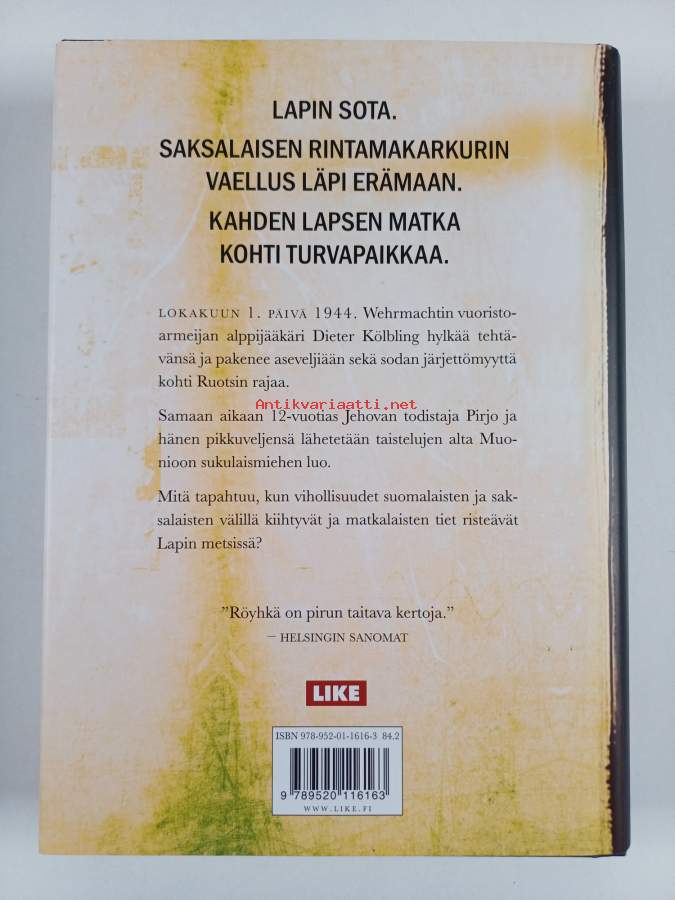 LAPIN SOTA.
SAKSALAISEN RINTAMAKARKURIN
VAELLUS LÄPI ERÄMAAN.
KAHDEN LAPSEN MATKA
KOHTI TURVAPAIKKAA.
LOKAKUUN 1. PÄIVÄ 1944. Wehrmachtin vuoristo-
armeijan alppijääkäri Dieter Kölbling hylkää tehtä-
vänsä ja pakenee aseveljiään sekä sodan järjettömyyttä
kohti Ruotsin rajaa.
Antikvariaatti.net
Samaan aikaan 12-vuotias Jehovan todistaja Pirjo ja
hänen pikkuveljensä lähetetään taistelujen alta Muo-
nioon sukulaismiehen luo.
Mitä tapahtuu, kun vihollisuudet suomalaisten ja sak-
salaisten välillä kiihtyvät ja matkalaisten tiet risteävät
Lapin metsissä?
”Röyhkä on pirun taitava kertoja.”
– HELSINGIN SANOMAT
LIKE
ISBN 978-952-01-1616-3 84.2
9 789520 116163
WWW.LIKE.FI